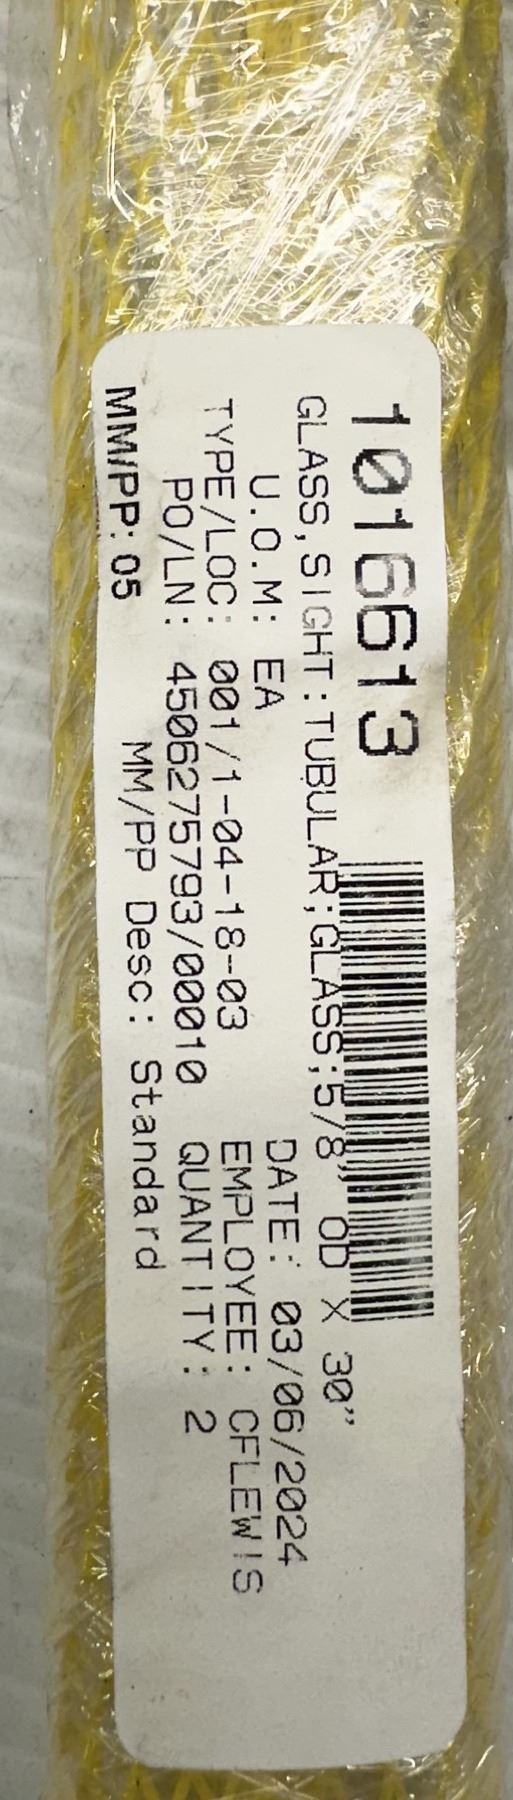 1016613
GLASS,SIGHT:TUBULAR;GLASS;5/8" OD X 30"
U.O.M: EA DATE: 03/06/2024
TYPE/LOC: 001/1-04-18-03 EMPLOYEE: CFLEWIS
PO/LN: 4506275793/00010 QUANTITY: 2
MM/PP: 05 MM/PP Desc: Standard